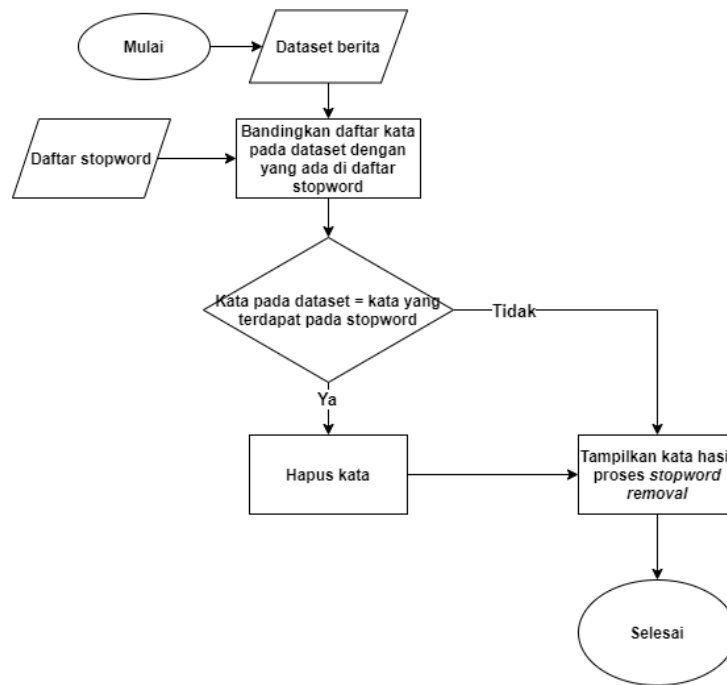 Mulai
Dataset berita
Daftar stopword
Bandingkan daftar kata
pada dataset dengan
yang ada di daftar
stopword
Kata pada dataset = kata yang
terdapat pada stopword
Tidak
Ya
Hapus kata
Tampilkan kata hasi
proses stopword
removal
Selesai